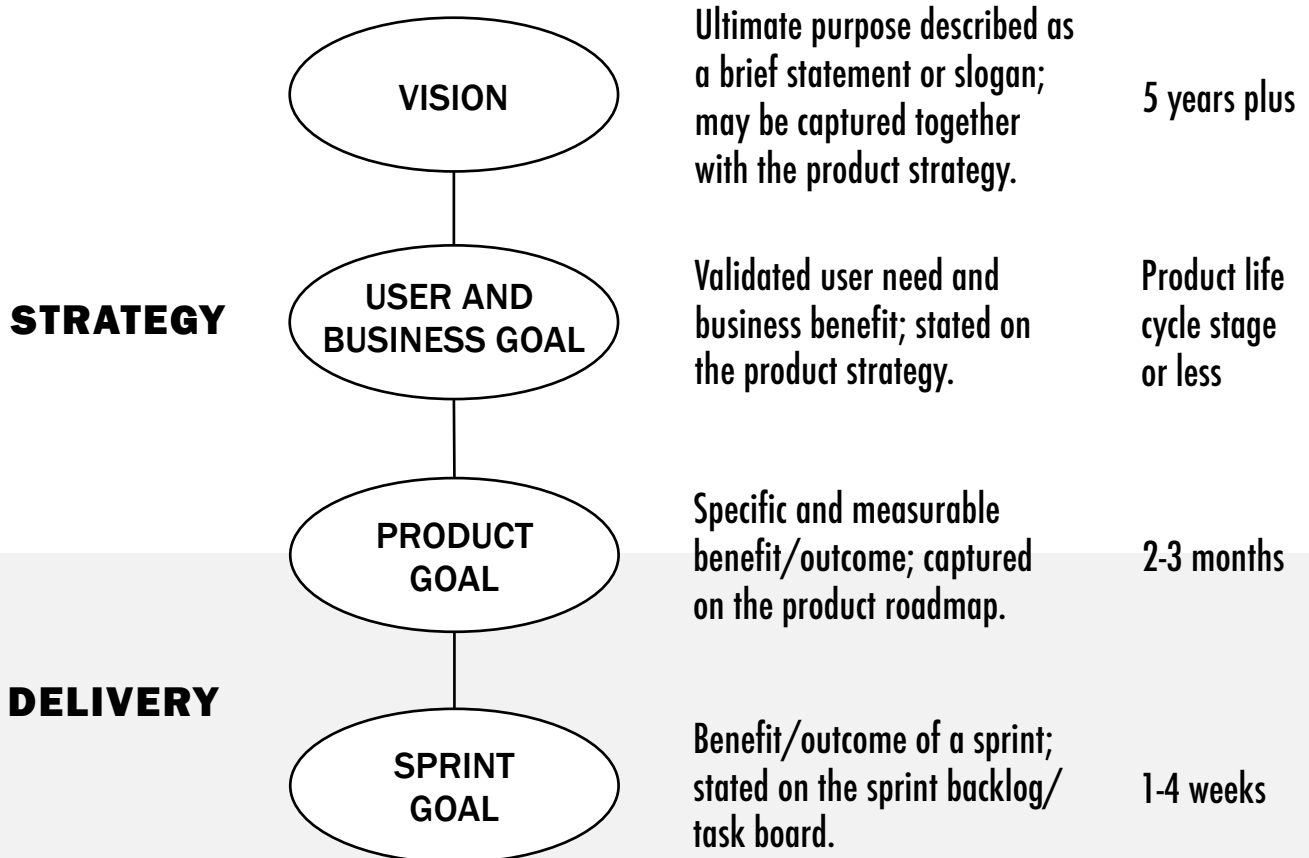 VISION
Ultimate purpose described as
a brief statement or slogan;
may be captured together
with the product strategy.
5 years plus
STRATEGY
USER AND
BUSINESS GOAL
Validated user need and
business benefit; stated on
the product strategy.
Product life
cycle stage
or less
PRODUCT
GOAL
Specific and measurable
benefit/outcome; captured
on the product roadmap.
2-3 months
DELIVERY
SPRINT
GOAL
Benefit/outcome of a sprint;
stated on the sprint backlog/
task board.
1-4 weeks